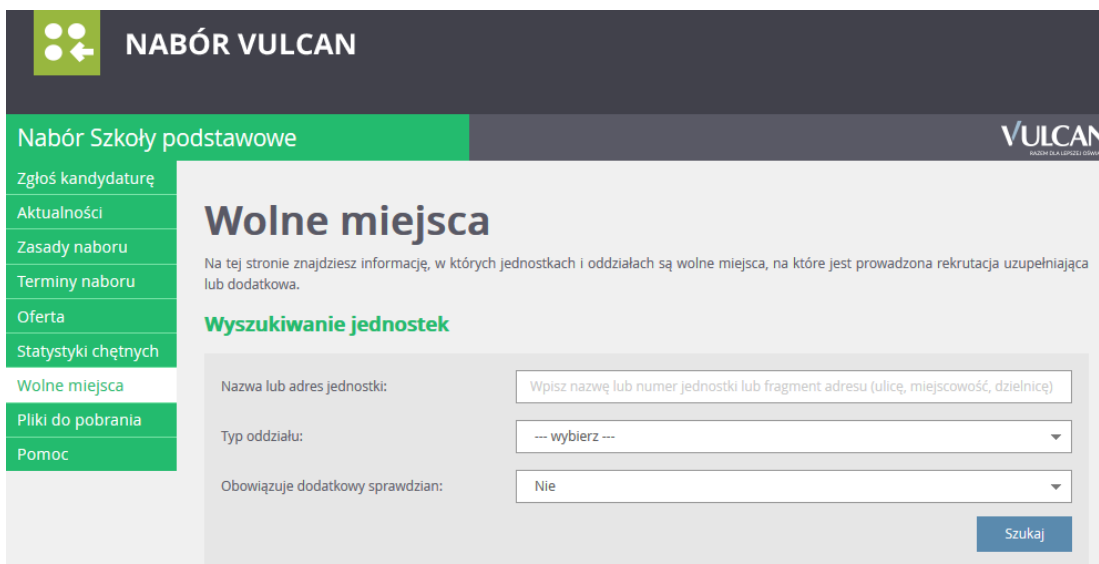 NABÓR VULCAN
Nabór Szkoły podstawowe
VULCAN
RAZEM DLA LEPSZEJ
Zgłoś kandydaturę
Aktualności
Zasady naboru
Terminy naboru
Oferta
Statystyki chętnych
Wolne miejsca
Pliki do pobrania
Pomoc
Wolne miejsca
Na tej stronie znajdziesz informację, w których jednostkach i oddziałach są wolne miejsca, na które jest prowadzona rekrutacja uzupełniająca
lub dodatkowa.
Wyszukiwanie jednostek
Nazwa lub adres jednostki:
Wpisz nazwę lub numer jednostki lub fragment adresu (ulicę, miejscowość, dzielnicę)
Typ oddziału:
--- wybierz ---
Obowiązuje dodatkowy sprawdzian:
Nie
Szukaj